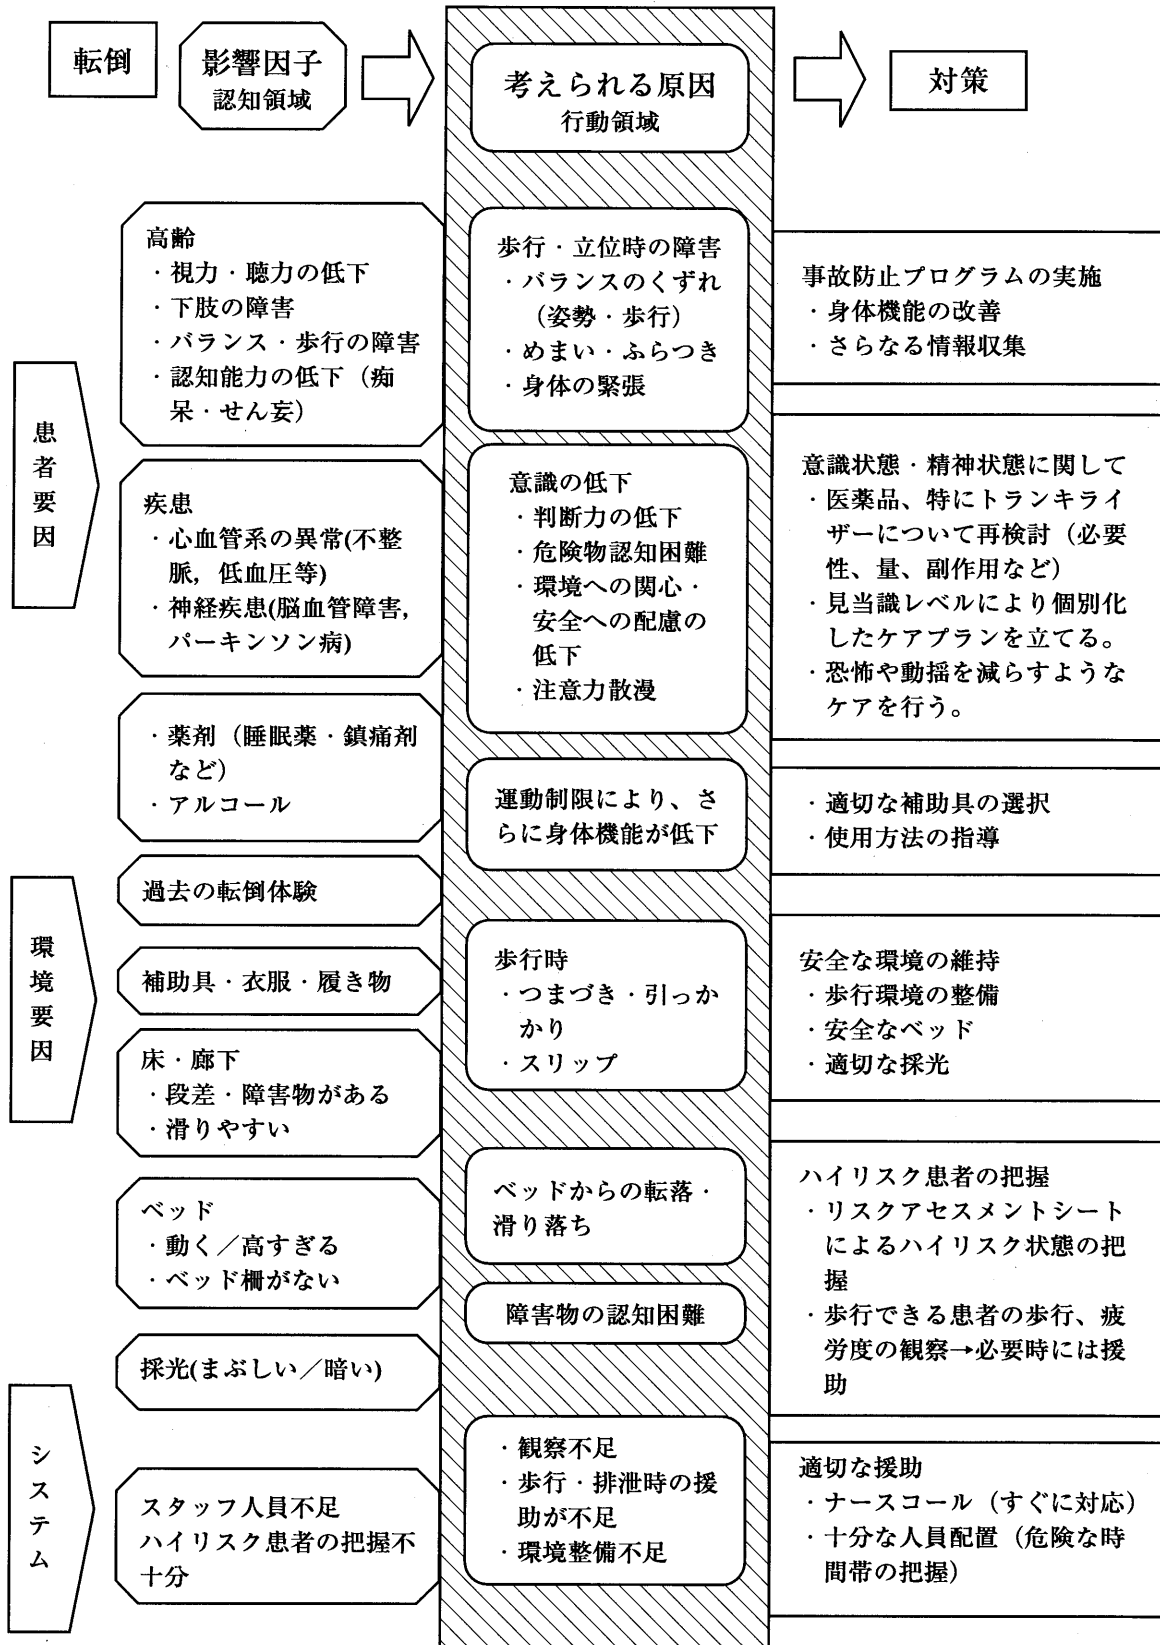 転倒
影響因子
認知領域
考えられる原因
行動領域
対策
患者要因
高齢
・視力・聴力の低下
・下肢の障害
・バランス・歩行の障害
・認知能力の低下（痴
呆・せん妄）
疾患
・心血管系の異常(不整
脈，低血圧等)
・神経疾患(脳血管障害，
パーキンソン病)
・薬剤（睡眠薬・鎮痛剤
など）
・アルコール
過去の転倒体験
環境要因
補助具・衣服・履き物
床・廊下
・段差・障害物がある
・滑りやすい
ベッド
・動く／高すぎる
・ベッド柵がない
採光(まぶしい／暗い)
システム
スタッフ人員不足
ハイリスク患者の把握不
十分
歩行・立位時の障害
・バランスのくずれ
（姿勢・歩行）
・めまい・ふらつき
・身体の緊張
意識の低下
・判断力の低下
・危険物認知困難
・環境への関心・
安全への配慮の
低下
・注意力散漫
運動制限により、さ
らに身体機能が低下
歩行時
・つまづき・引っか
かり
・スリップ
ベッドからの転落・
滑り落ち
障害物の認知困難
・観察不足
・歩行・排泄時の援
助が不足
・環境整備不足
事故防止プログラムの実施
・身体機能の改善
・さらなる情報収集
意識状態・精神状態に関して
・医薬品、特にトランキライ
ザーについて再検討（必要
性、量、副作用など）
・見当識レベルにより個別化
したケアプランを立てる。
・恐怖や動揺を減らすような
ケアを行う。
・適切な補助具の選択
・使用方法の指導
安全な環境の維持
・歩行環境の整備
・安全なベッド
・適切な採光
ハイリスク患者の把握
・リスクアセスメントシート
によるハイリスク状態の把
握
・歩行できる患者の歩行、疲
労度の観察→必要時には援
助
適切な援助
・ナースコール（すぐに対応）
・十分な人員配置（危険な時
間帯の把握）